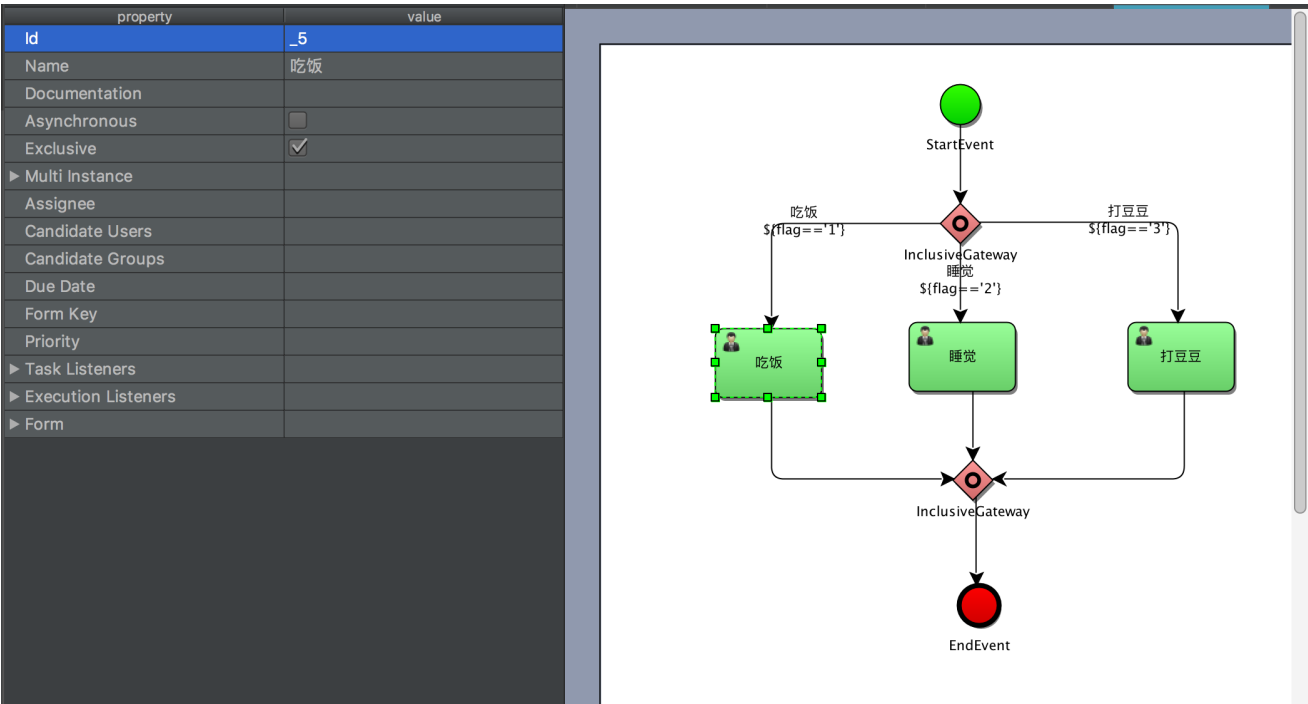 property value
Id _5
Name 吃饭
Documentation
Asynchronous
Exclusive
Multi Instance
Assignee
Candidate Users
Candidate Groups
Due Date
Form Key
Priority
Task Listeners
Execution Listeners
Form
StartEvent
吃饭
${flag=='1'}
打豆豆
${flag=='3'}
InclusiveGateway
睡觉
${flag=='2'}
吃饭
睡觉
打豆豆
InclusiveGateway
EndEvent